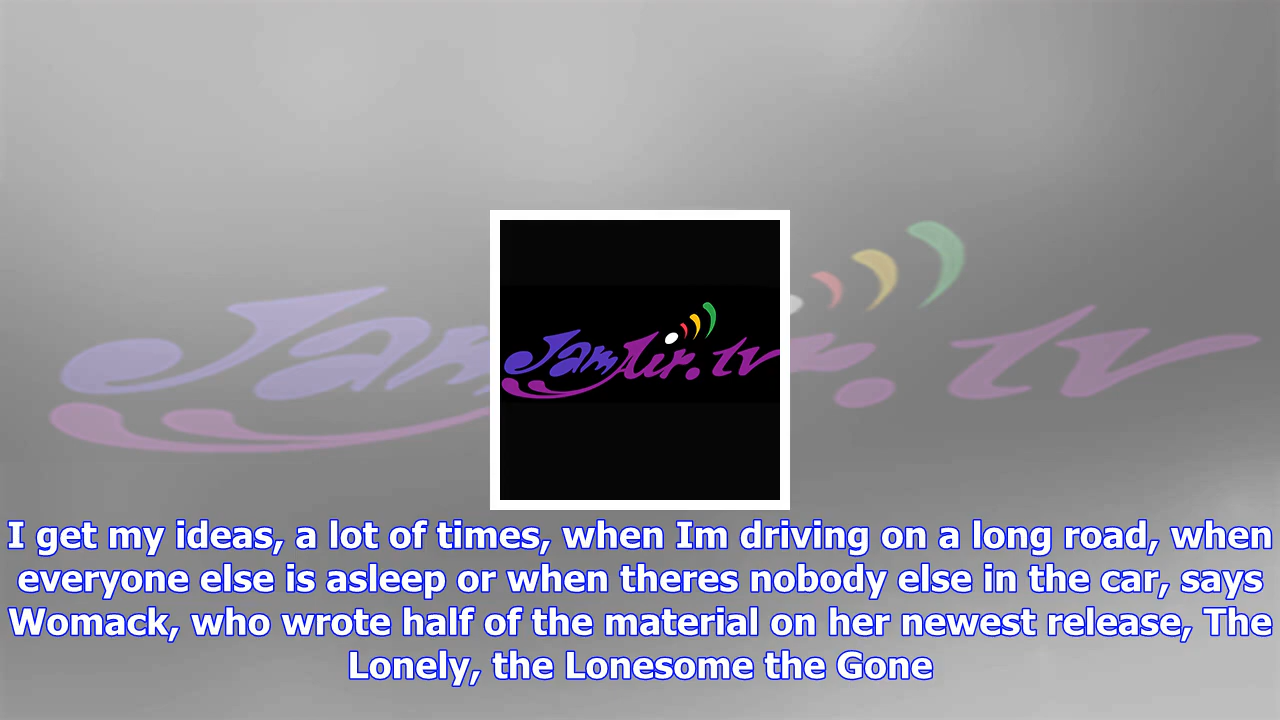 JamAir.tv
JamAir.tv
I get my ideas, a lot of times, when Im driving on a long road, when
everyone else is asleep or when theres nobody else in the car, says
Womack, who wrote half of the material on her newest release, The
Lonely, the Lonesome the Gone